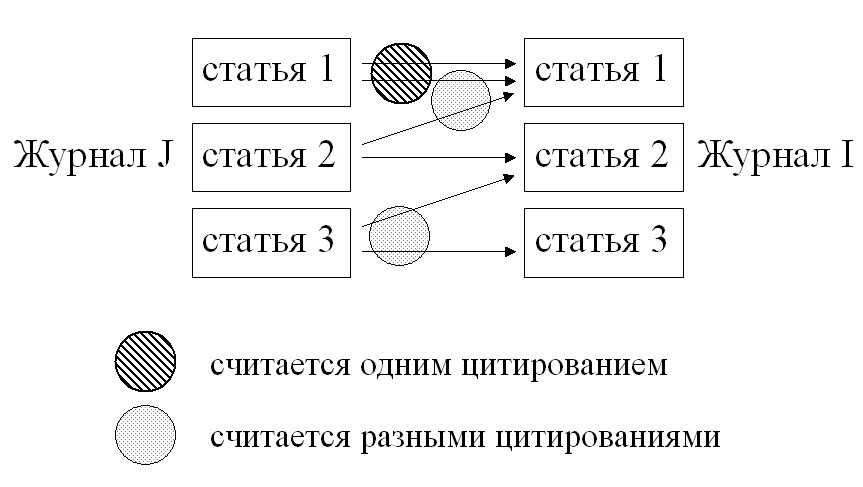 статья 1 статья 1
Журнал J статья 2 статья 2 Журнал I
статья 3 статья 3
считается одним цитированием
считается разными цитированиями